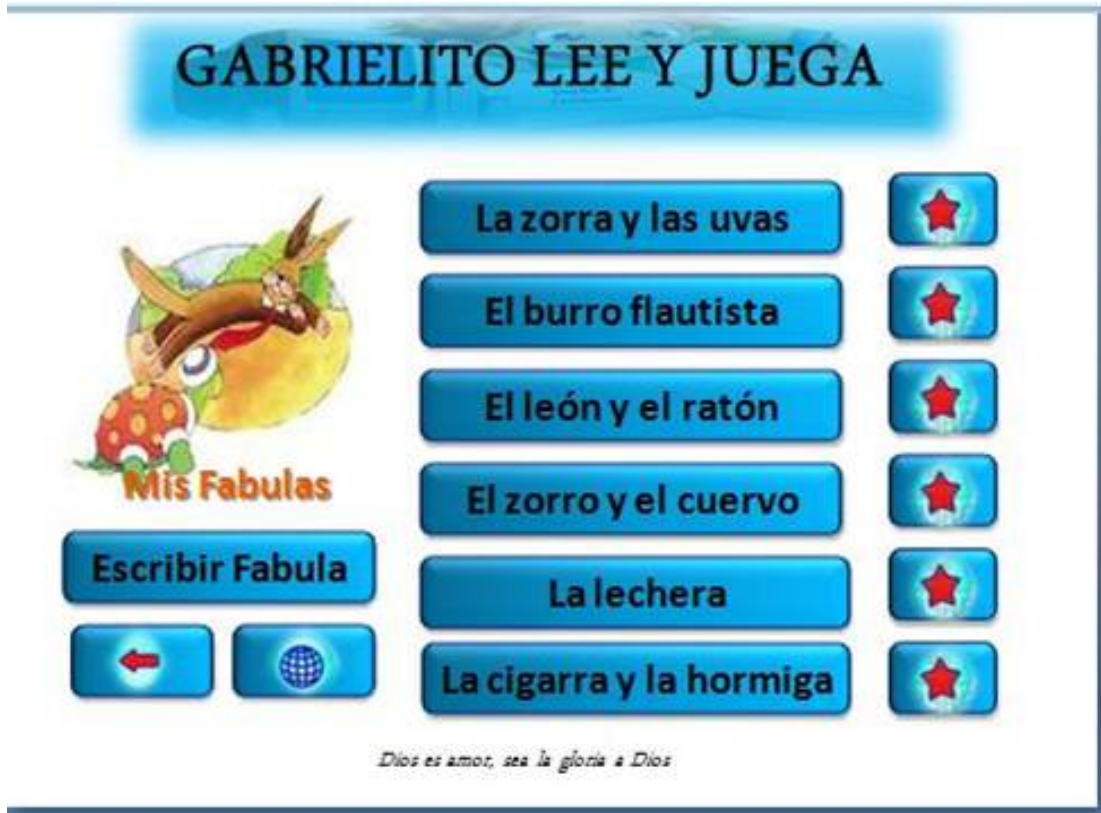 GABRIELITO LEE Y JUEGA
La zorra y las uvas
El burro flautista
El león y el ratón
El zorro y el cuervo
La lechera
La cigarra y la hormiga
Mis Fabulas
Escribir Fabula
Dios es amor, sea la gloria a Dios